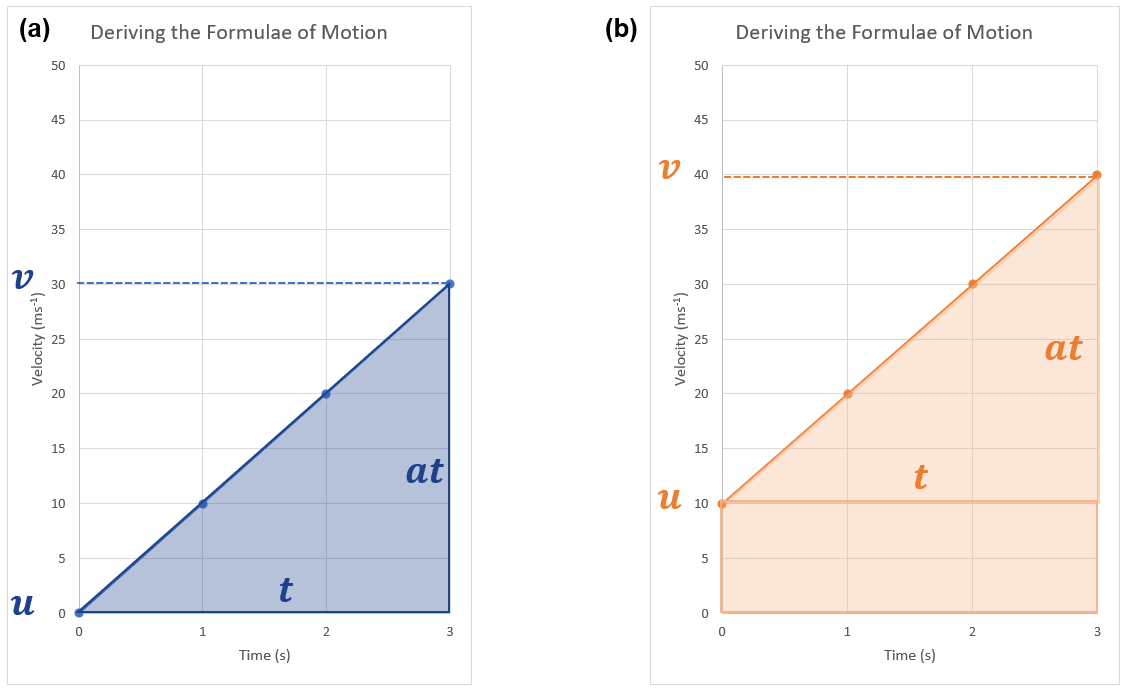 (a)
Deriving the Formulae of Motion
50
45
40
35
30
25
20
15
10
5
0
v
u
Velocity (ms⁻¹)
at
t
0 1 2 3
Time (s)
(b)
Deriving the Formulae of Motion
50
45
40
35
30
25
20
15
10
5
0
v
u
Velocity (ms⁻¹)
at
t
0 1 2 3
Time (s)